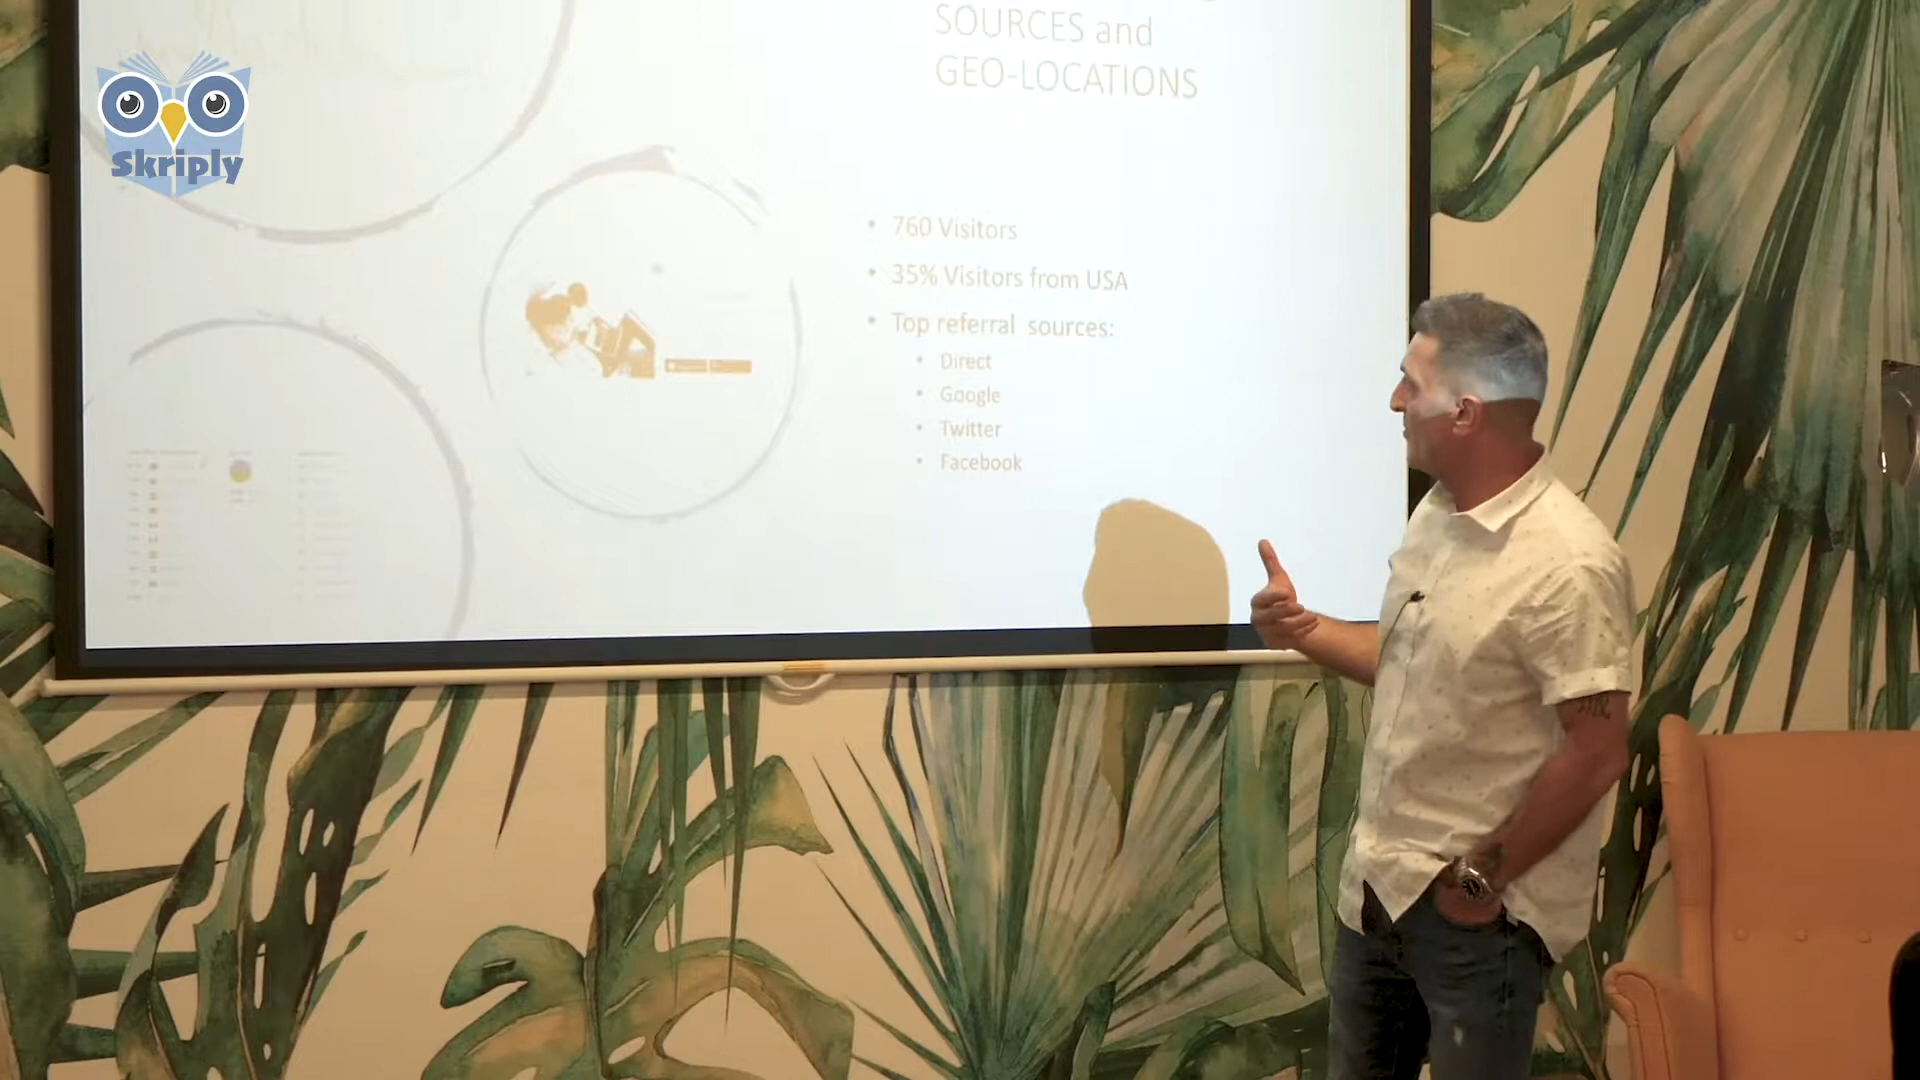 SOURCES and
GEO-LOCATIONS
Skriply
• 760 Visitors
• 35% Visitors from USA
• Top referral sources:
• Direct
• Google
• Twitter
• Facebook